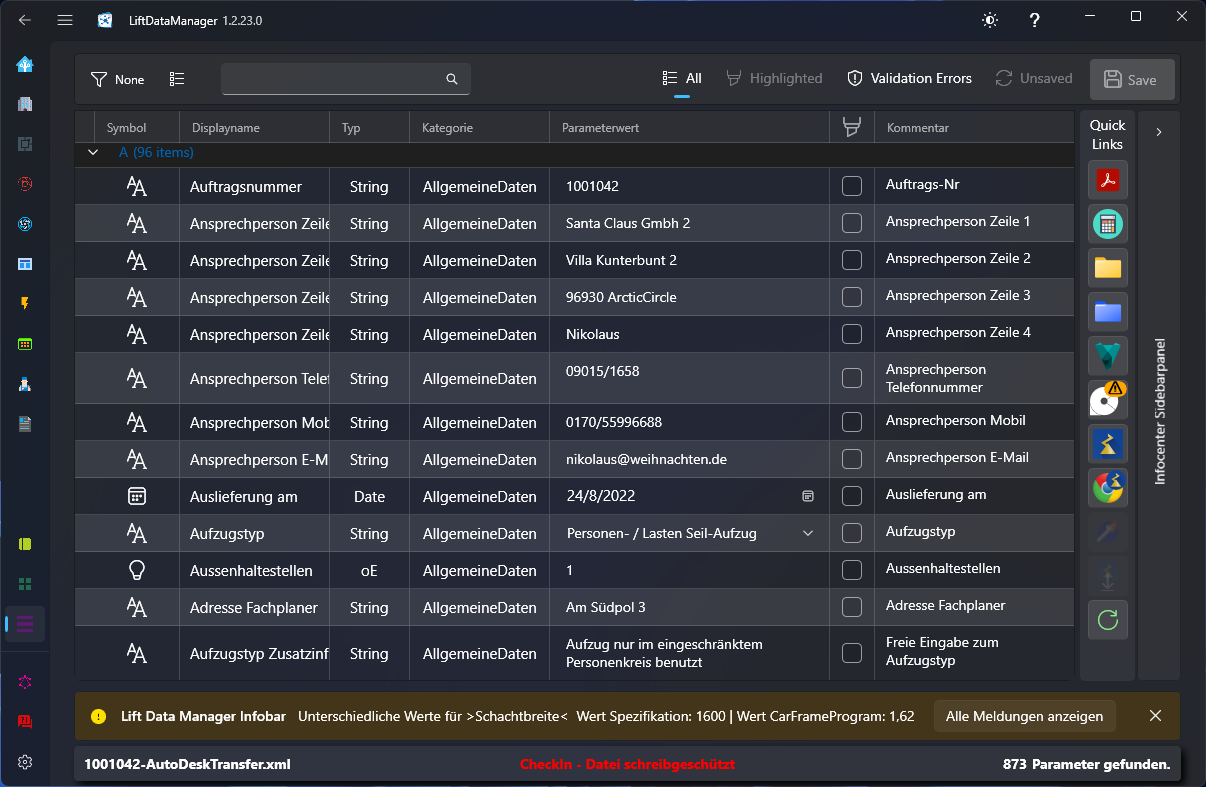 LiftDataManager 1.2.23.0
None
All
Highlighted
Validation Errors
Unsaved
Save
Symbol Displayname Typ Kategorie Parameterwert Kommentar
A (96 items)
Auftragsnummer String AllgemeineDaten 1001042 Auftrags-Nr
Ansprechperson Zeile String AllgemeineDaten Santa Claus Gmbh 2 Ansprechperson Zeile 1
Ansprechperson Zeile String AllgemeineDaten Villa Kunterbunt 2 Ansprechperson Zeile 2
Ansprechperson Zeile String AllgemeineDaten 96930 ArcticCircle Ansprechperson Zeile 3
Ansprechperson Zeile String AllgemeineDaten Nikolaus Ansprechperson Zeile 4
Ansprechperson Telef String AllgemeineDaten 09015/1658 Ansprechperson
Telefonnummer
Ansprechperson Mob String AllgemeineDaten 0170/55996688 Ansprechperson Mobil
Ansprechperson E-M String AllgemeineDaten nikolaus@weihnachten.de Ansprechperson E-Mail
Auslieferung am Date AllgemeineDaten 24/8/2022 Auslieferung am
Aufzugstyp String AllgemeineDaten Personen- / Lasten Seil-Aufzug Aufzugstyp
Aussenhaltestellen oE AllgemeineDaten 1 Aussenhaltestellen
Adresse Fachplaner String AllgemeineDaten Am Südpol 3 Adresse Fachplaner
Aufzugstyp Zusatzinf String AllgemeineDaten Aufzug nur im eingeschränktem Freie Eingabe zum
Personenkreis benutzt Aufzugstyp
Quick
Links
Infocenter Sidebarpanel
Lift Data Manager Infobar Unterschiedliche Werte für >Schachtbreite< Wert Spezifikation: 1600 | Wert CarFrameProgram: 1,62
Alle Meldungen anzeigen
1001042-AutoDeskTransfer.xml CheckIn - Datei schreibgeschützt 873 Parameter gefunden.